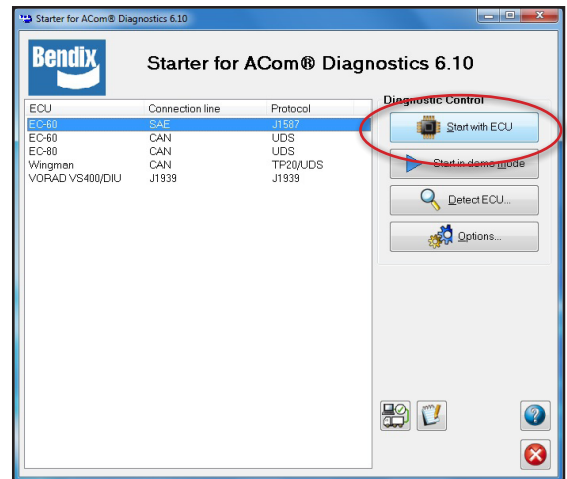 Starter for ACom® Diagnostics 6.10
Bendix
Starter for ACom® Diagnostics 6.10
Diagnostic Control
ECU Connection line Protocol
EC-60 SAE J1587
EC-60 CAN UDS
EC-80 CAN UDS
Wingman CAN TP20/UDS
VORAD VS400/DIU J1939 J1939
Start with ECU
Start in demo mode
Detect ECU...
Options...